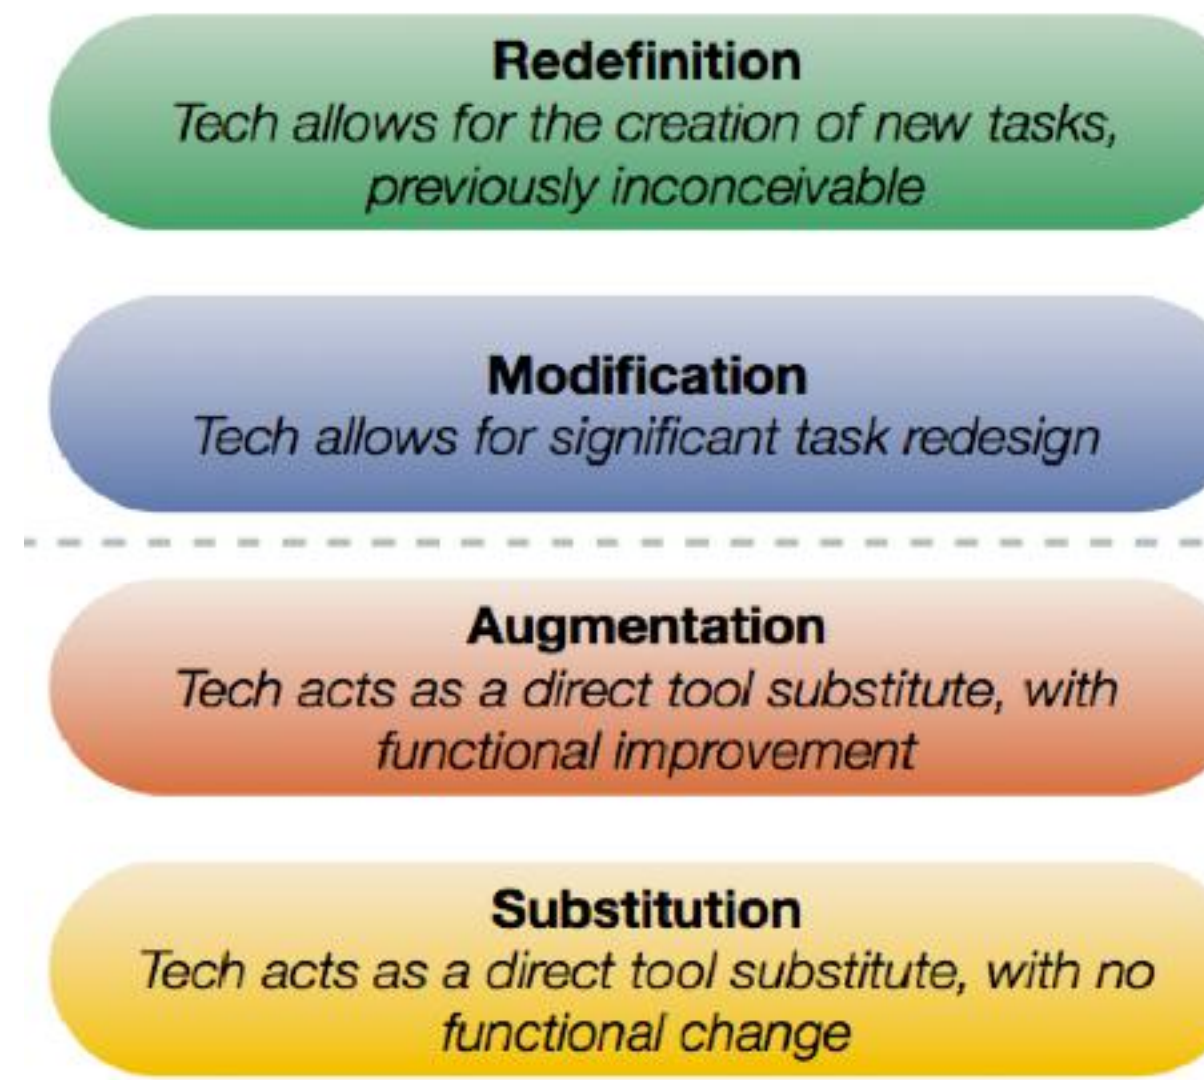 Redefinition
Tech allows for the creation of new tasks,
previously inconceivable
Modification
Tech allows for significant task redesign
Augmentation
Tech acts as a direct tool substitute, with
functional improvement
Substitution
Tech acts as a direct tool substitute, with no
functional change